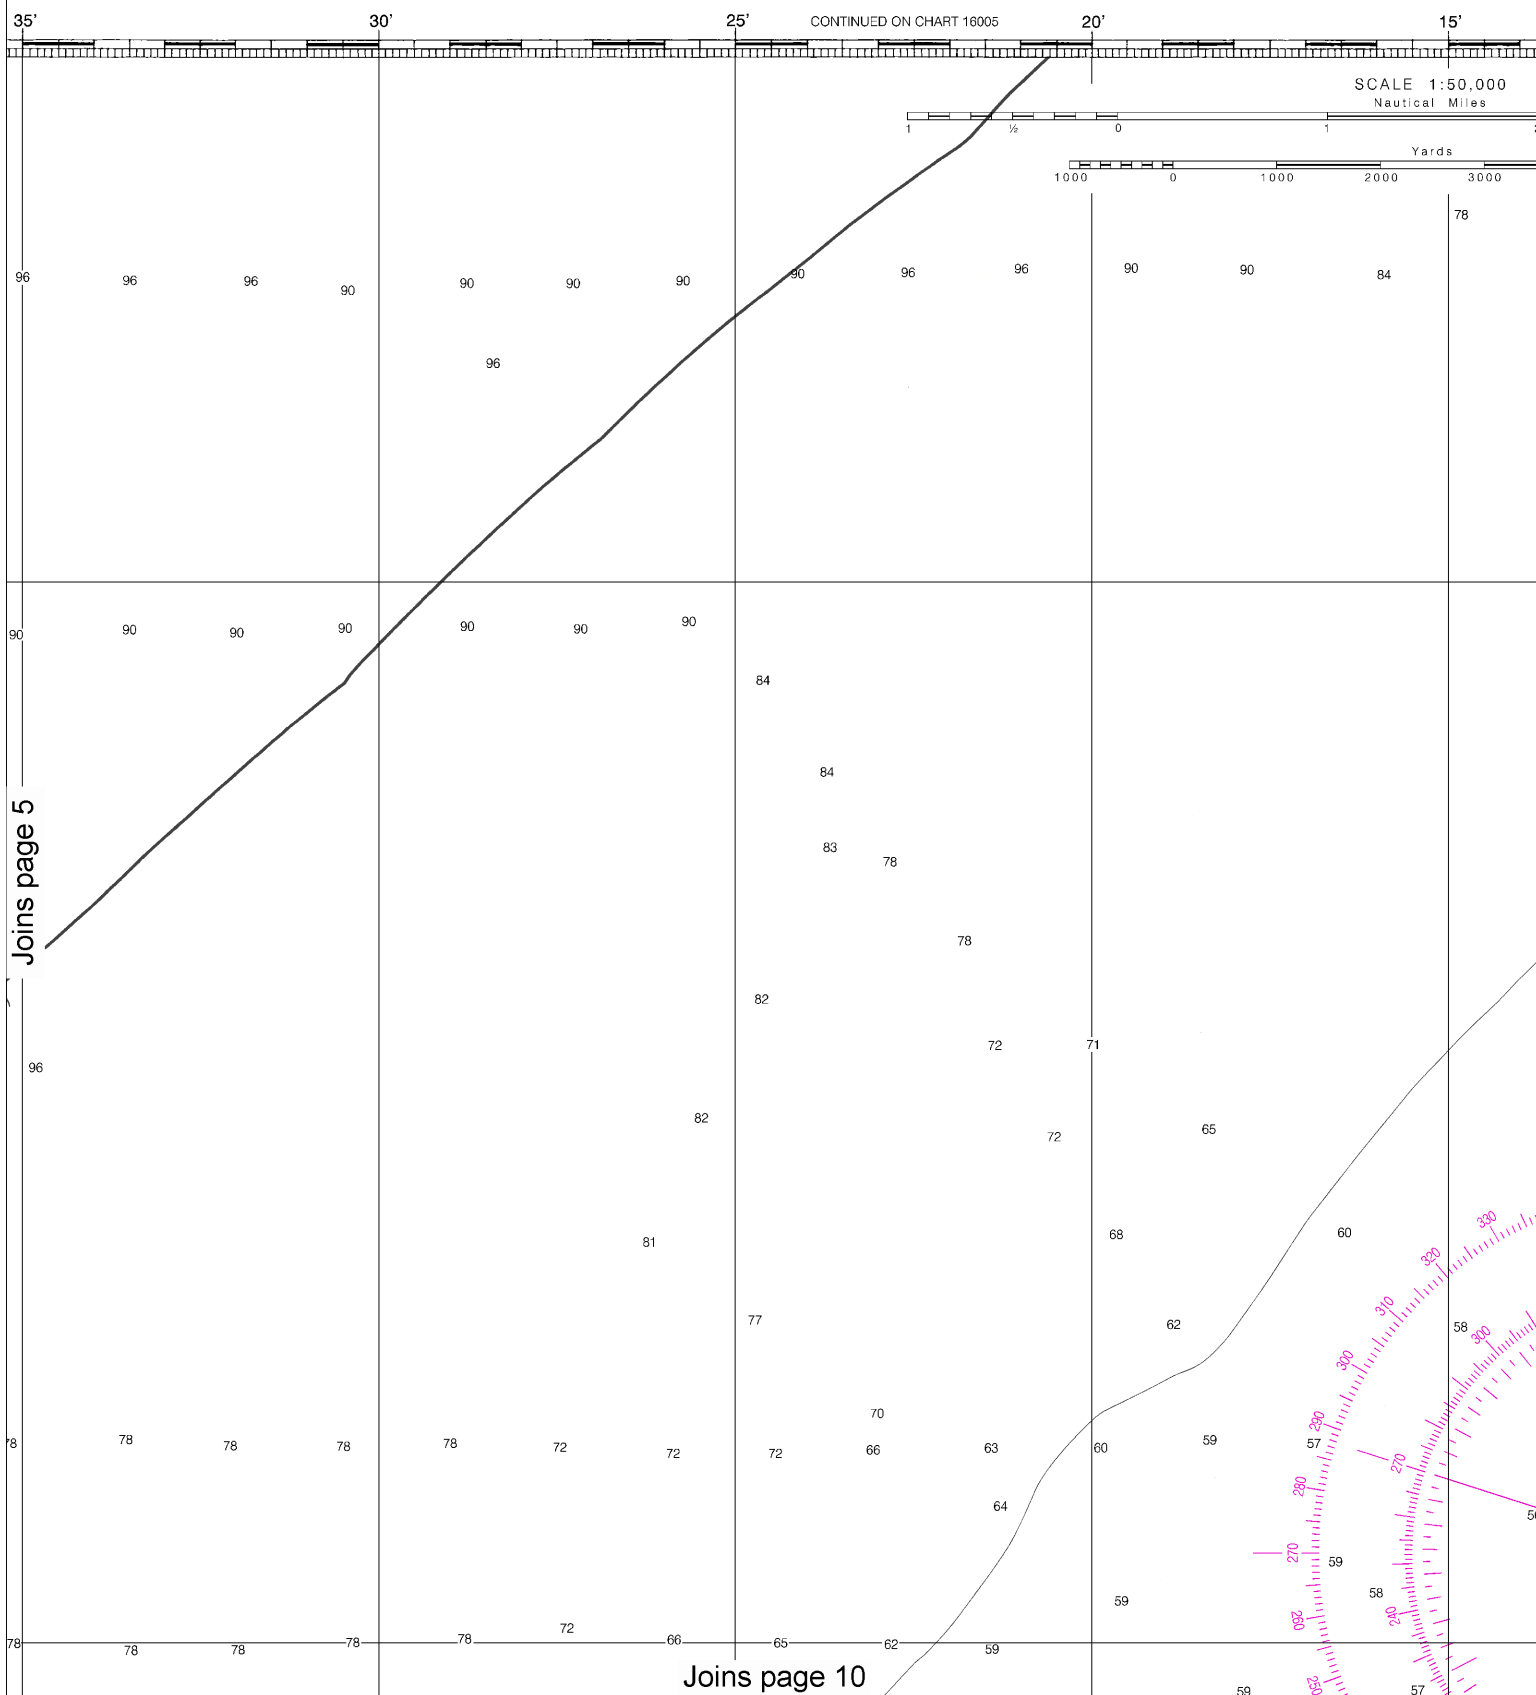 35' 30' 25' CONTINUED ON CHART 16005 20' 15'
SCALE 1:50,000
Nautical Miles
1 ½ 0 1
Yards
1000 0 1000 2000 3000
78
96 96 96 90 90 90 90 90 96 96 90 90 84
96
90 90 90 90 90 90 90
84
84
Joins page 5
83 78
78
82
72 71
96
82 72 65
68 60
81
330
320
310
77 62 58
300
300
70
290
78 78 78 78 78 72 72 72 66 63 60 59 57
270
280
64
270
59
59 58
260 240
78 78 78 78 78 72 66 65 62 59
Joins page 10
250
59 57